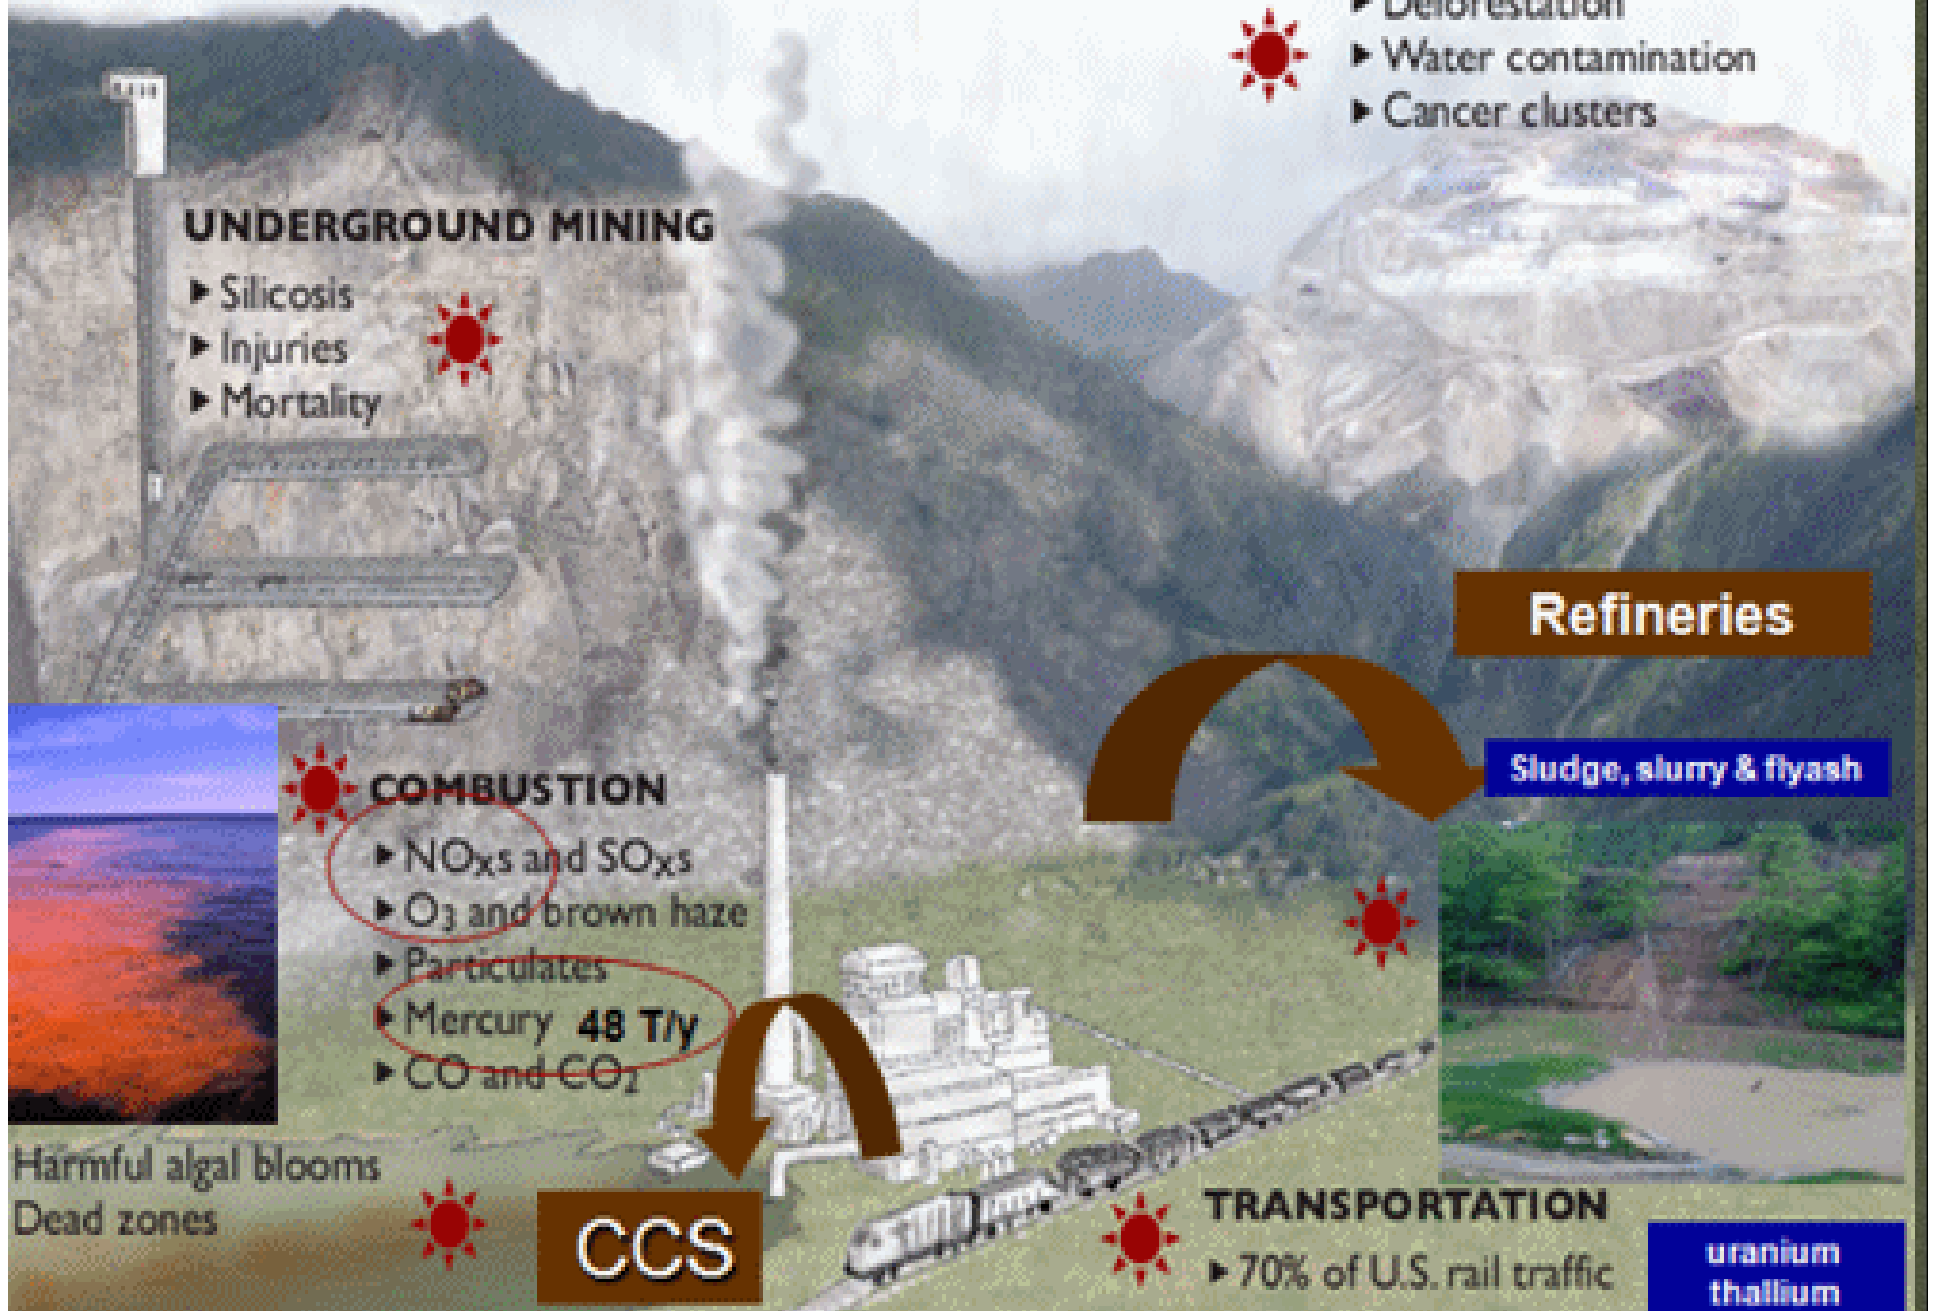 Deforestation
▸ Water contamination
▸ Cancer clusters
UNDERGROUND MINING
▸ Silicosis
▸ Injuries
▸ Mortality
Refineries
Sludge, slurry & flyash
COMBUSTION
▸ NOxs and SOxs
▸ O3 and brown haze
▸ Particulates
▸ Mercury 48 T/y
▸ CO and CO2
Harmful algal blooms
Dead zones
CCS
TRANSPORTATION
▸ 70% of U.S. rail traffic
uranium
thallium